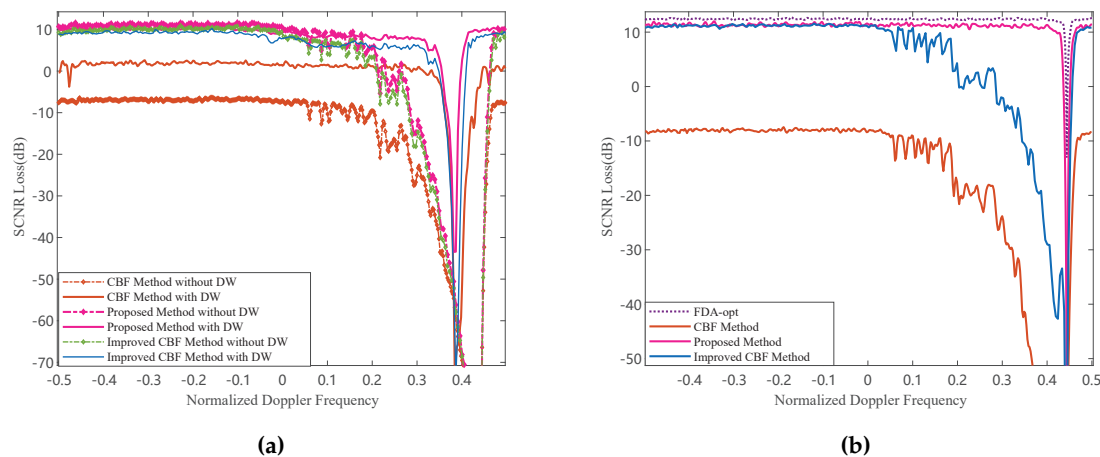 10
0
-10
-20
-30
-40
-50
-60
-70
SCNR Loss(dB)
CBF Method without DW
CBF Method with DW
Proposed Method without DW
Proposed Method with DW
Improved CBF Method without DW
Improved CBF Method with DW
-0.5 -0.4 -0.3 -0.2 -0.1 0 0.1 0.2 0.3 0.4 0.5
Normalized Doppler Frequency
(a)
10
0
-10
-20
-30
-40
-50
SCNR Loss(dB)
FDA-opt
CBF Method
Proposed Method
Improved CBF Method
-0.4 -0.3 -0.2 -0.1 0 0.1 0.2 0.3 0.4 0.5
Normalized Doppler Frequency
(b)